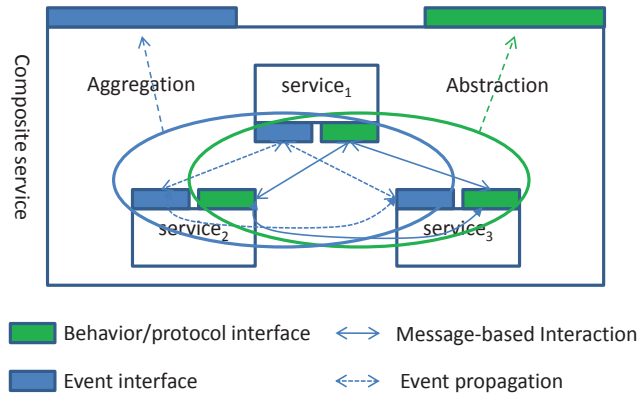 Composite service
Aggregation
service1
Abstraction
service2
service3
Behavior/protocol interface
Message-based Interaction
Event interface
Event propagation